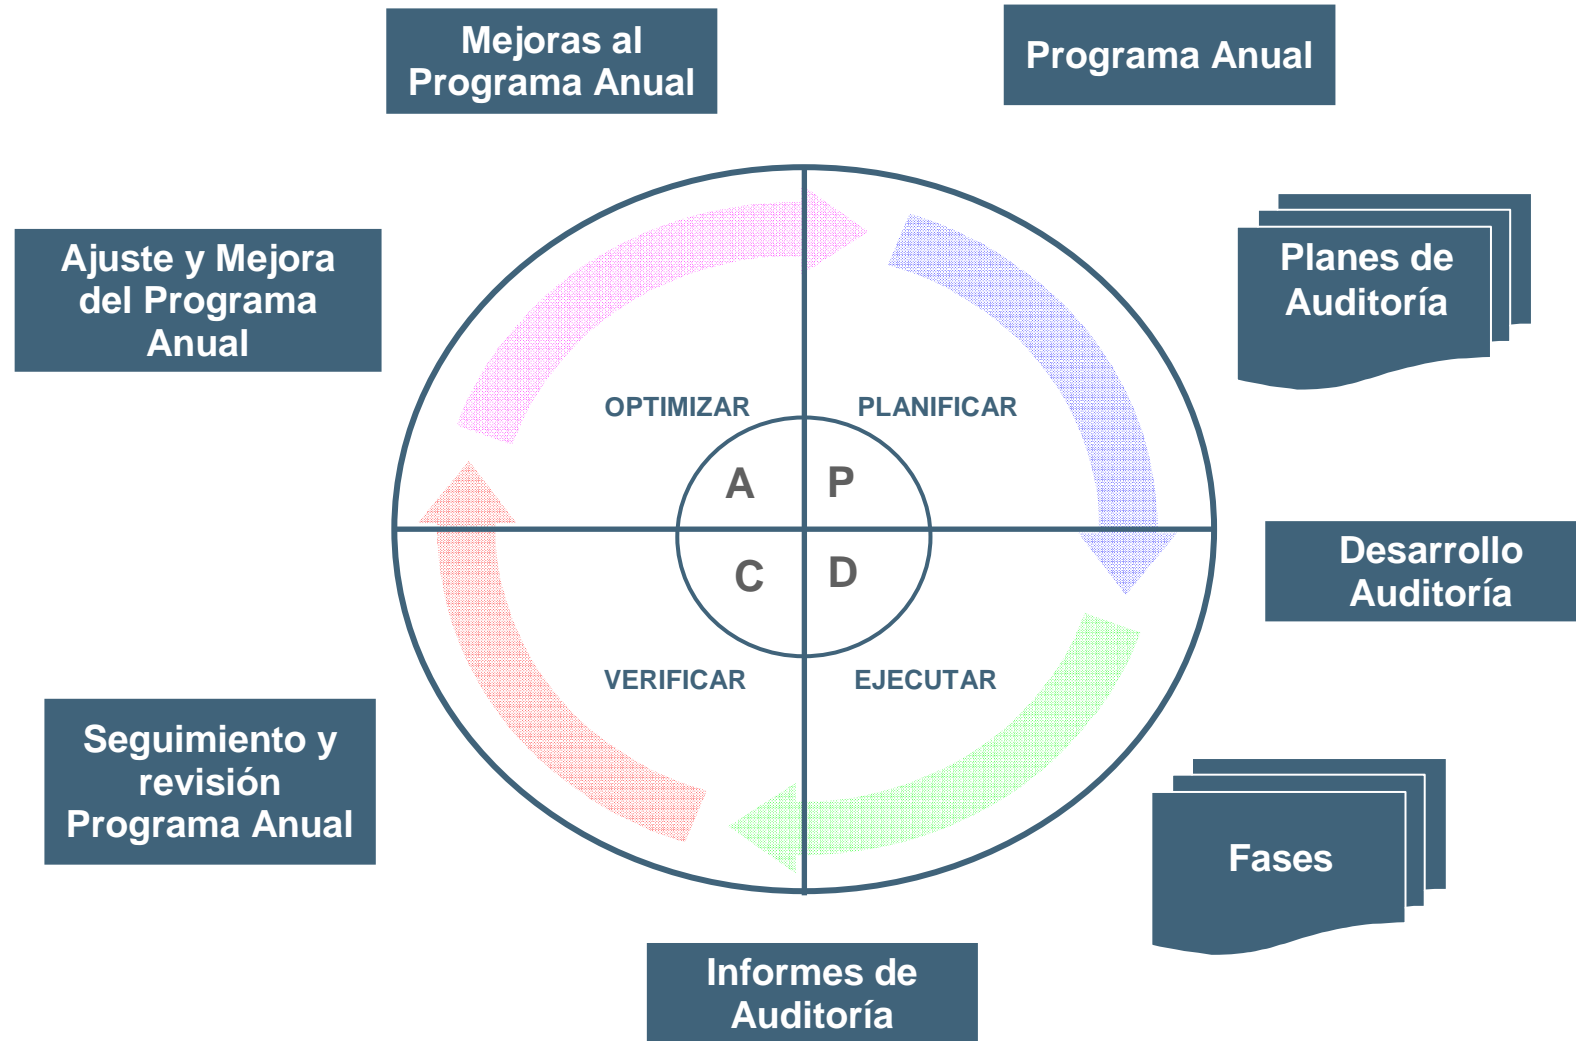 Mejoras al
Programa Anual
Programa Anual
Ajuste y Mejora
del Programa
Anual
Planes de
Auditoría
OPTIMIZAR
PLANIFICAR
A
P
C
D
Desarrollo
Auditoría
VERIFICAR
EJECUTAR
Seguimiento y
revisión
Programa Anual
Fases
Informes de
Auditoría